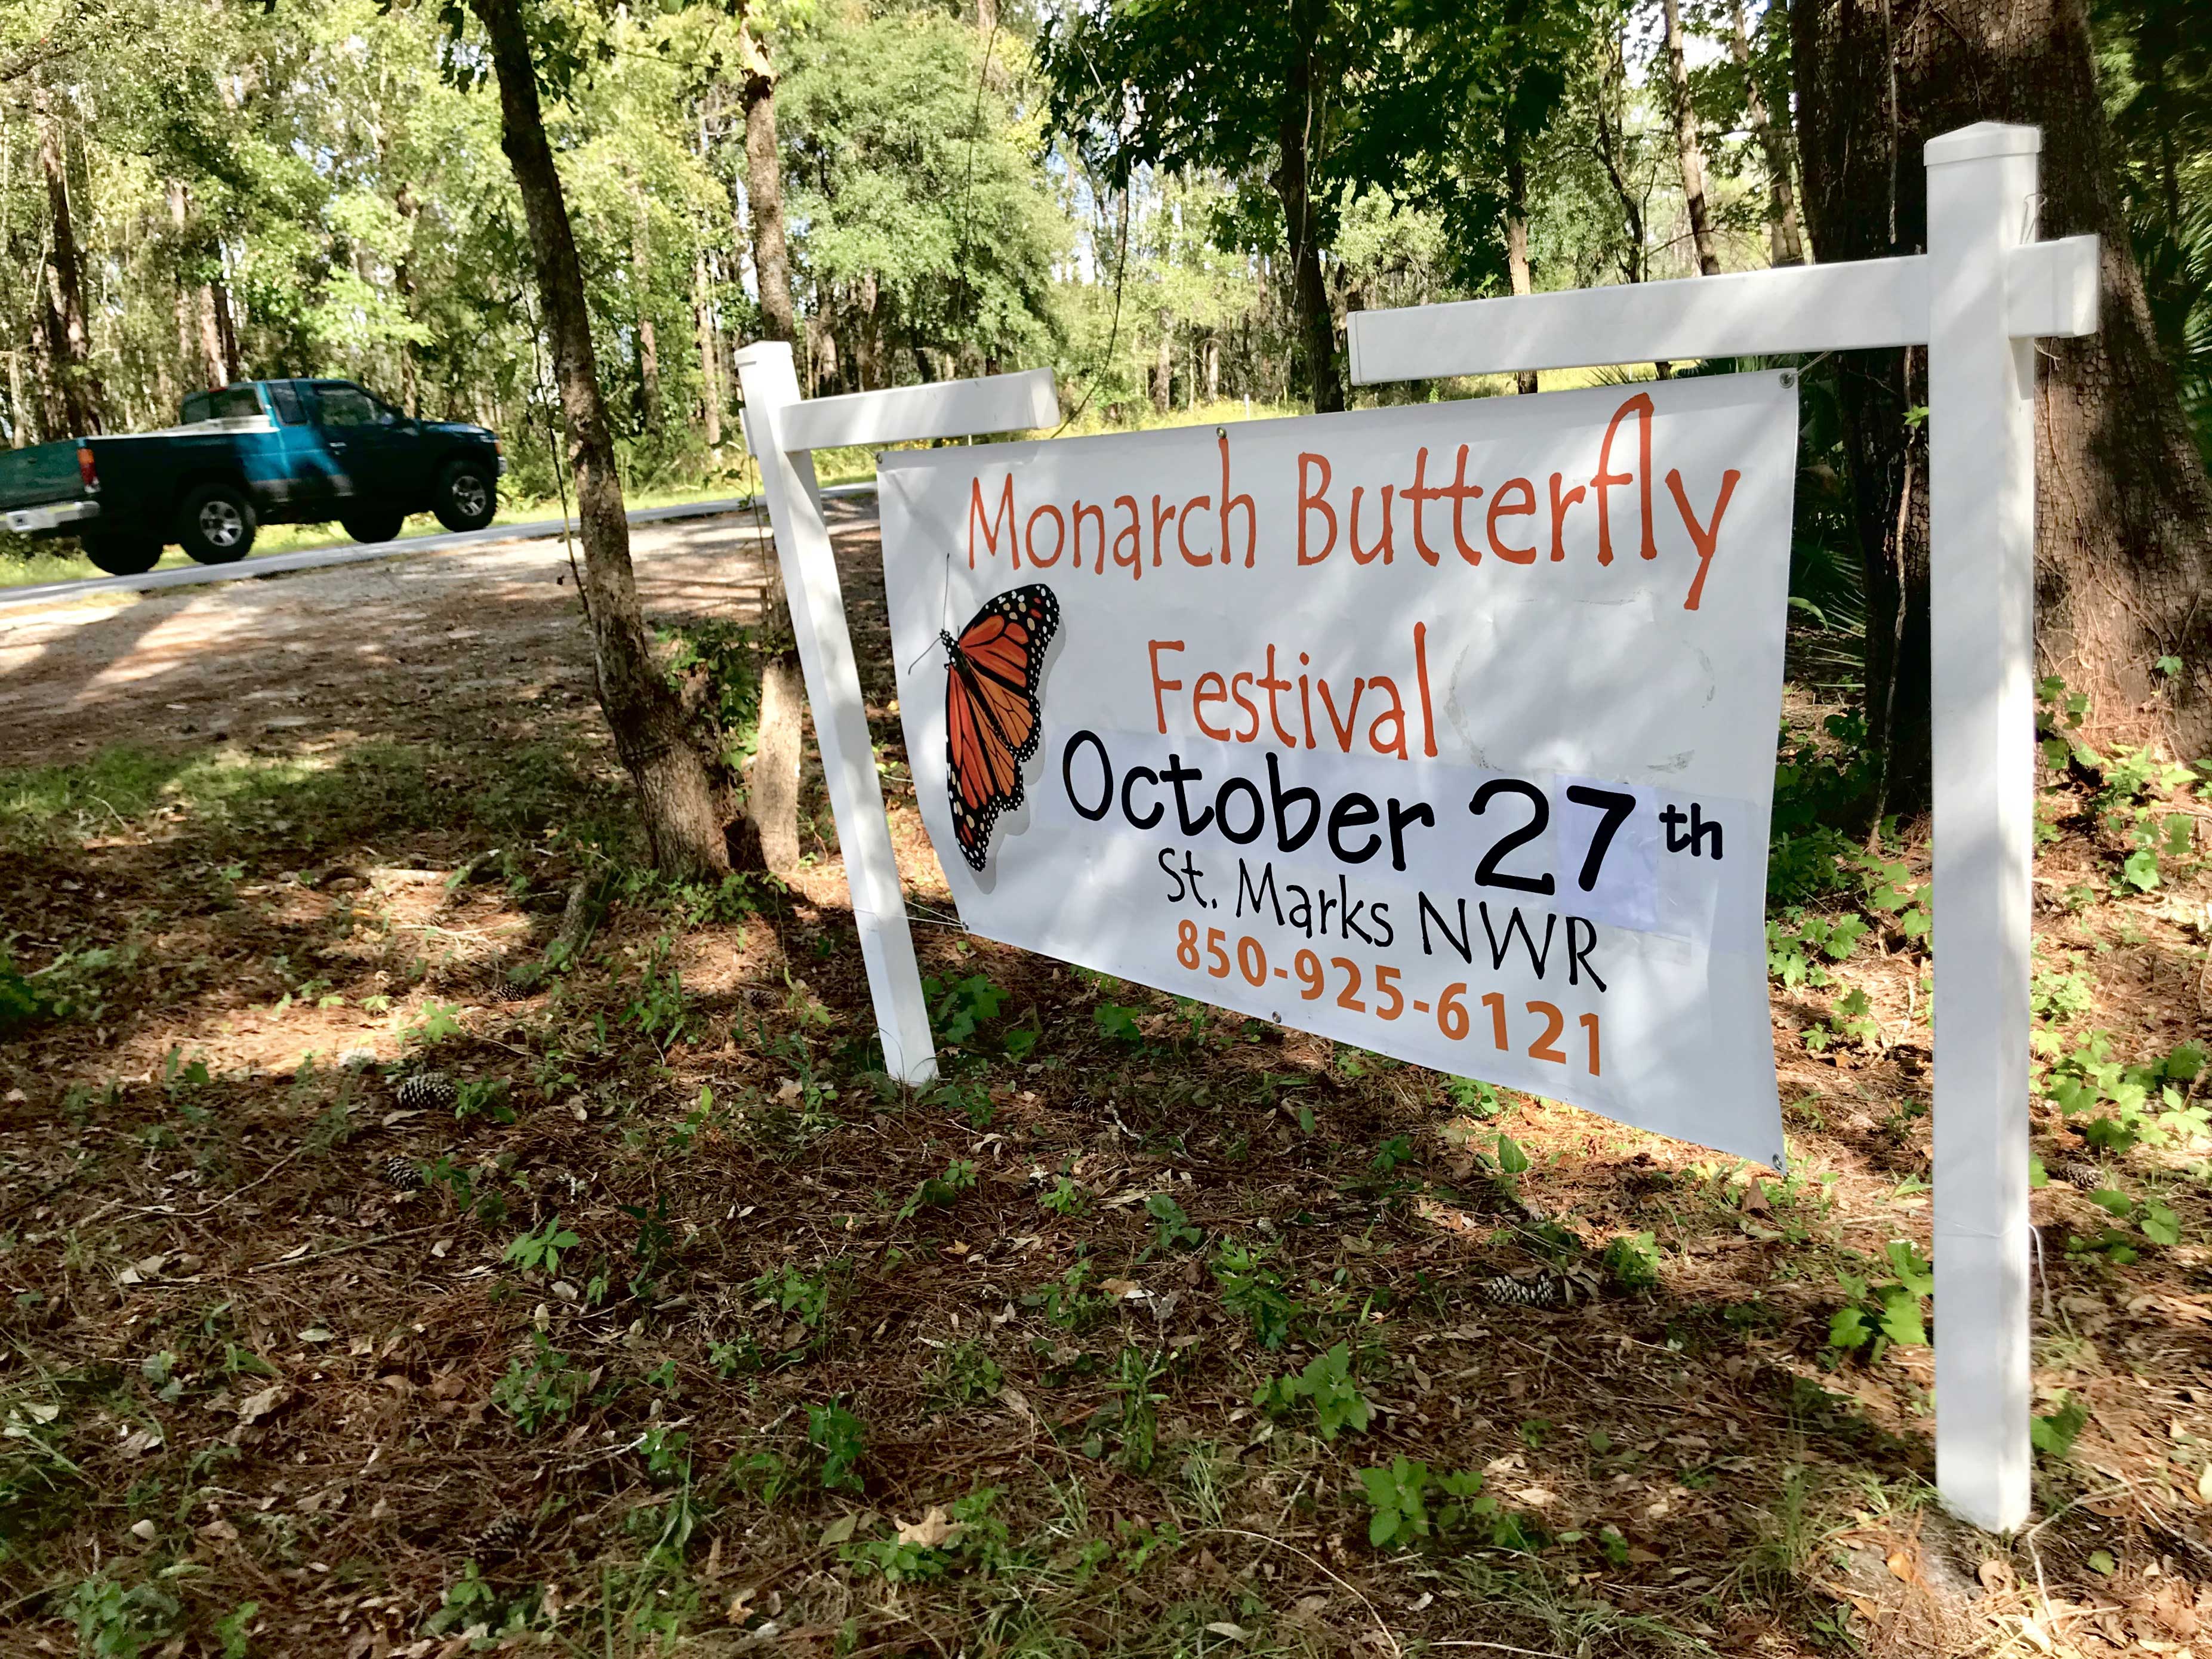 Monarch Butterfly
Festival
October 27th
St. Marks NWR
850-925-6121